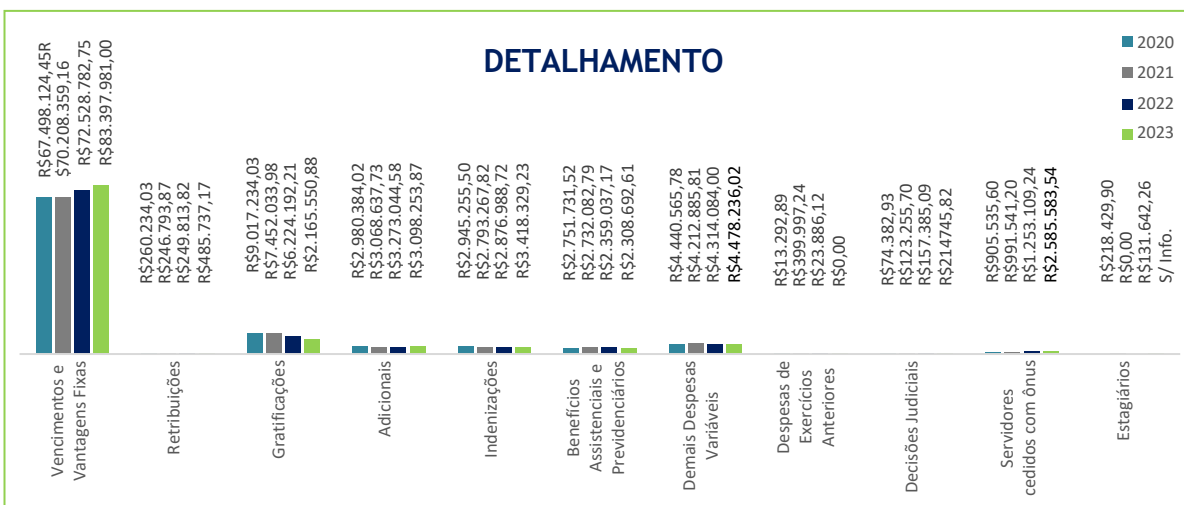 DETALHAMENTO
2020
2021
2022
2023
R$67.498.124,45R
$70.208.359,16
R$72.528.782,75
R$83.397.981,00
R$260.234,03
R$246.793,87
R$249.813,82
R$485.737,17
R$9.017.234,03
R$7.452.033,98
R$6.224.192,21
R$2.165.550,88
R$2.980.384,02
R$3.068.637,73
R$3.273.044,58
R$3.098.253,87
R$2.945.255,50
R$2.793.267,82
R$2.876.988,72
R$3.418.329,23
R$2.751.731,52
R$2.732.082,79
R$2.359.037,17
R$2.308.692,61
R$4.440.565,78
R$4.212.885,81
R$4.314.084,00
R$4.478.236,02
R$13.292,89
R$399.997,24
R$23.886,12
R$0,00
R$74.382,93
R$123.255,70
R$157.385,09
R$214745,82
R$905.535,60
R$991.541,20
R$1.253.109,24
R$2.585.583,54
R$218.429,90
R$0,00
R$131.642,26
S/ Info.
Vencimentos e
Vantagens Fixas
Retribuições
Gratificações
Adicionais
Indenizações
Benefícios
Assistenciais e
Previdenciários
Demais Despesas
Variáveis
Despesas de
Exercícios
Anteriores
Decisões Judiciais
Servidores
cedidos com ônus
Estagiários